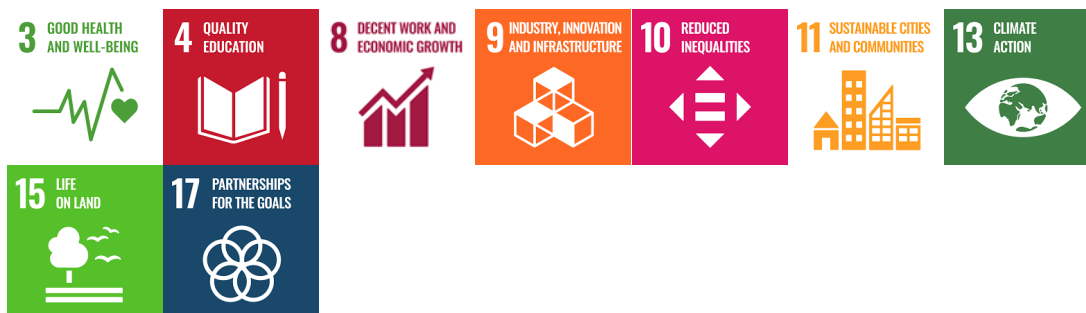 3 GOOD HEALTH
AND WELL-BEING
4 QUALITY
EDUCATION
8 DECENT WORK AND
ECONOMIC GROWTH
9 INDUSTRY, INNOVATION
AND INFRASTRUCTURE
10 REDUCED
INEQUALITIES
11 SUSTAINABLE CITIES
AND COMMUNITIES
13 CLIMATE
ACTION
15 LIFE
ON LAND
17 PARTNERSHIPS
FOR THE GOALS